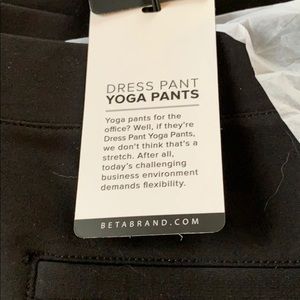 DRESS PANT
YOGA PANTS
Yoga pants for the
office? Well, if they're
Dress Pant Yoga Pants,
we don't think that's a
stretch. After all,
today's challenging
business environment
demands flexibility.
BETABRAND.COM